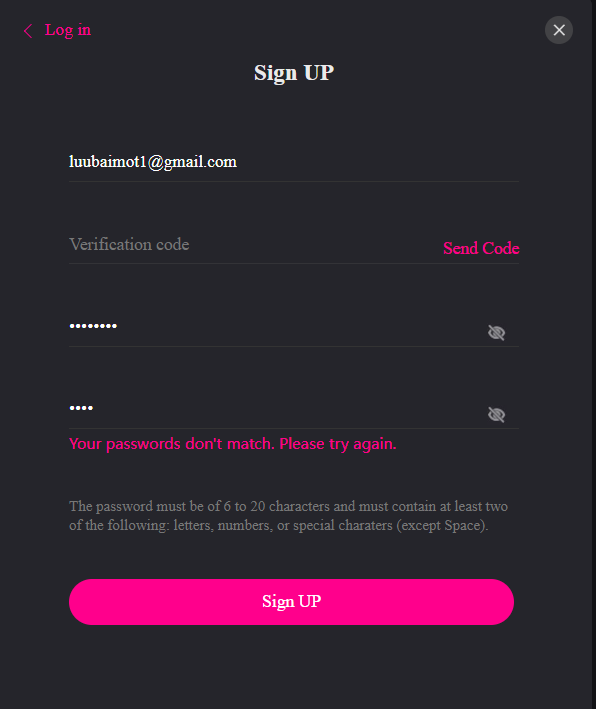 Log in
Sign UP
luubaimot1@gmail.com
Verification code
Send Code
••••••••
••••
Your passwords don't match. Please try again.
The password must be of 6 to 20 characters and must contain at least two
of the following: letters, numbers, or special charaters (except Space).
Sign UP